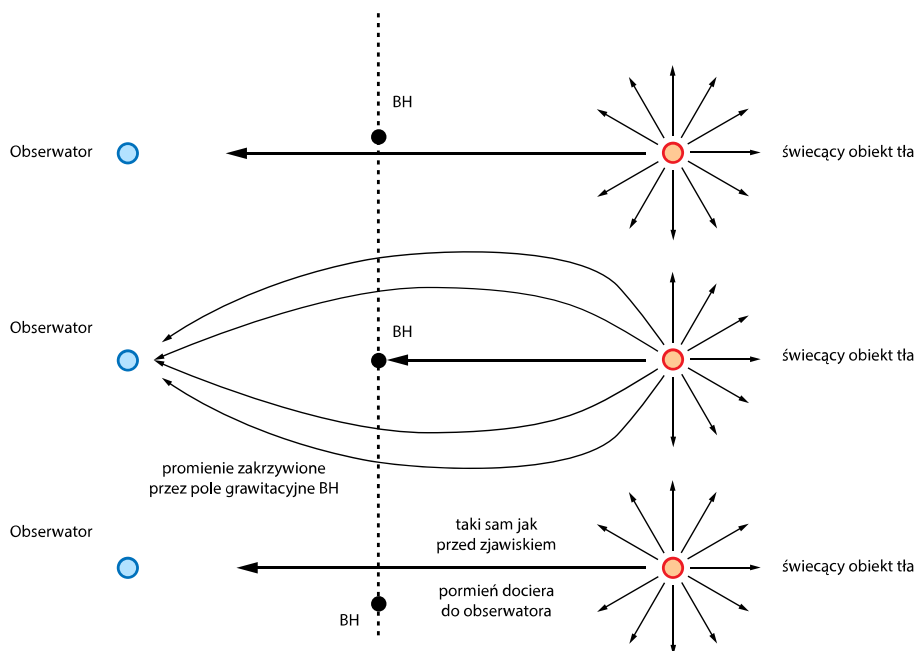 BH
Obserwator
świecący obiekt tła
Obserwator
BH
świecący obiekt tła
promienie zakrzywione
przez pole grawitacyjne BH
Obserwator
taki sam jak
przed zjawiskiem
świecący obiekt tła
pormień dociera
do obserwatora
BH